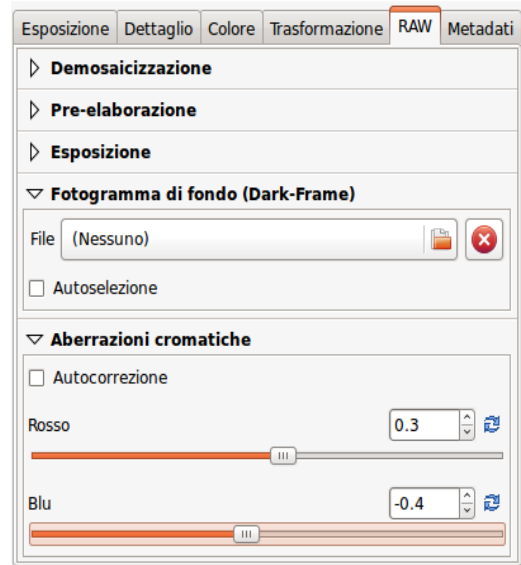 Esposizione Dettaglio Colore Trasformazione RAW Metadati
Demosaicizzazione
Pre-elaborazione
Esposizione
Fotogramma di fondo (Dark-Frame)
File (Nessuno)
Autoselezione
Aberrazioni cromatiche
Autocorrezione
Rosso 0.3
Blu -0.4